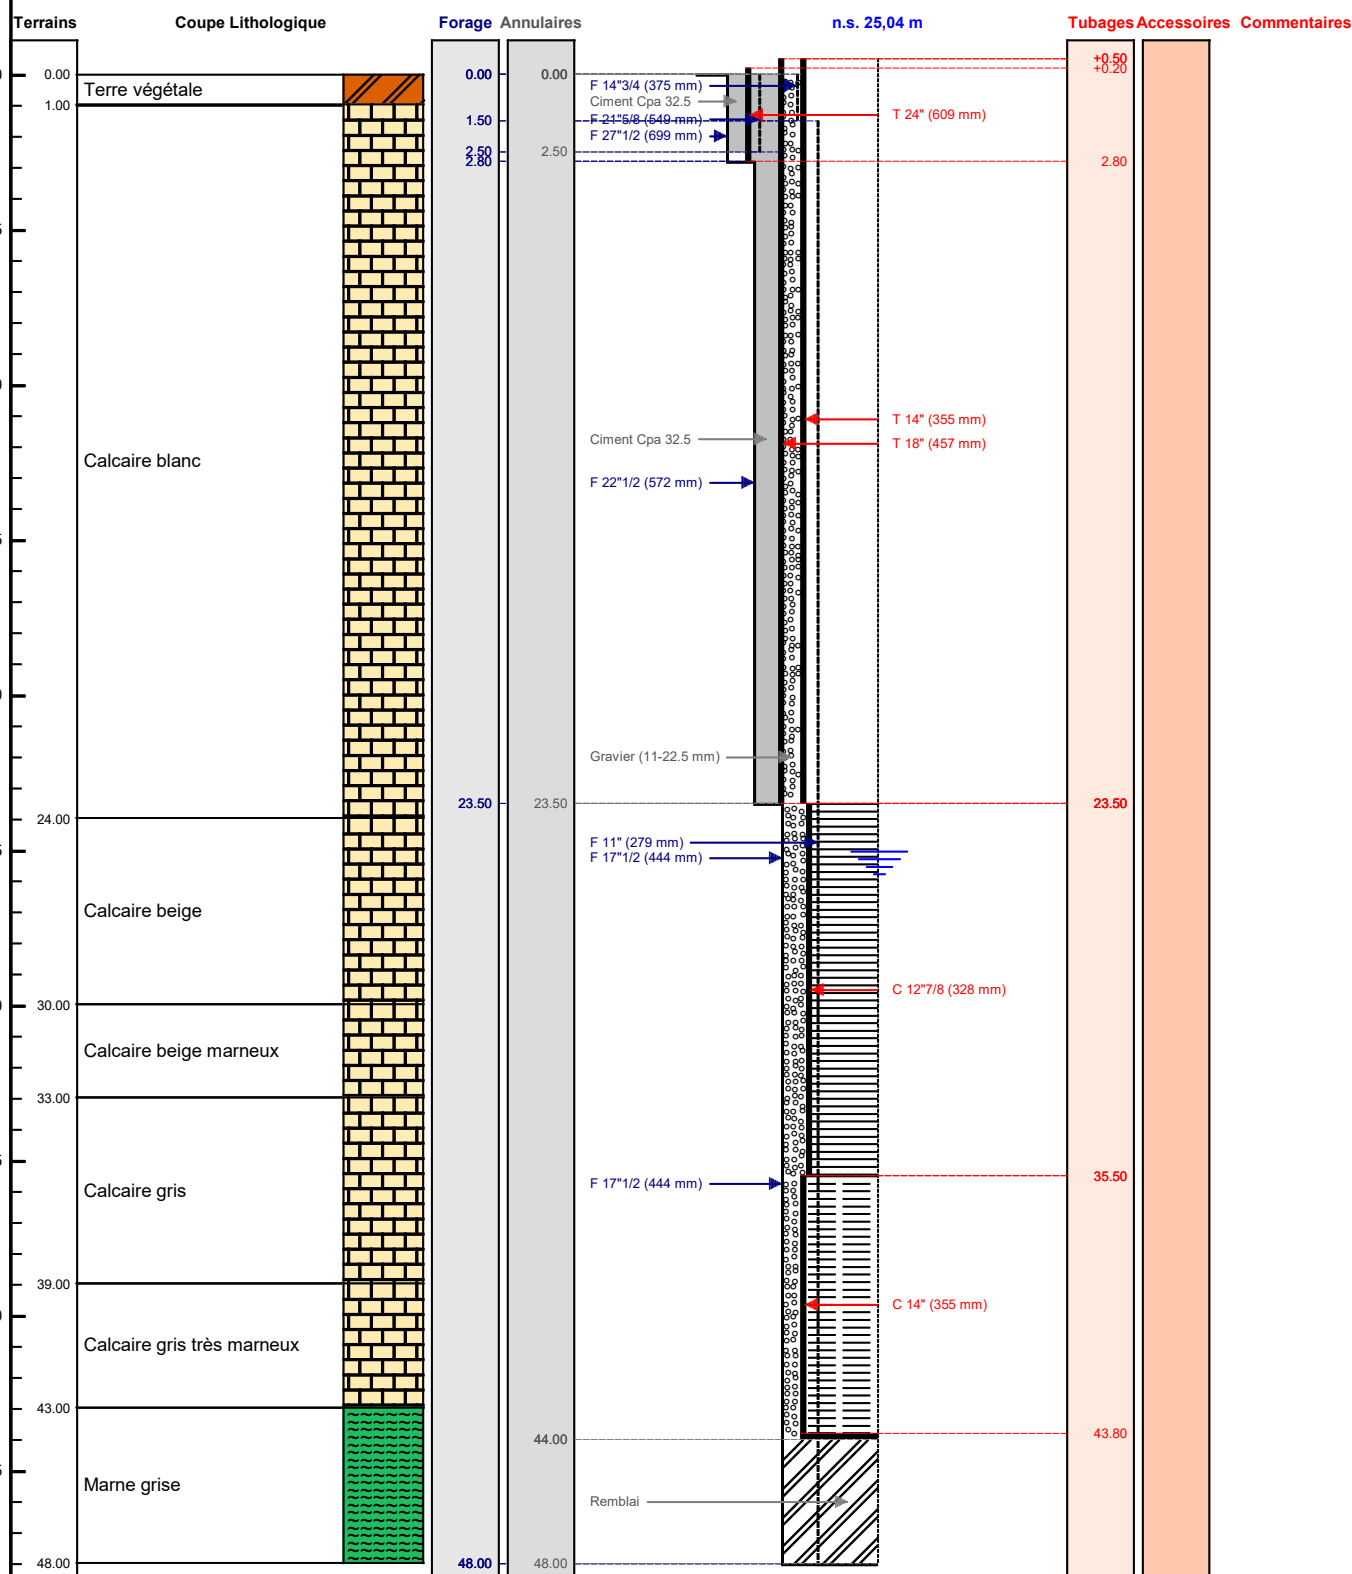 Terrains Coupe Lithologique Forage Annulaires n.s. 25,04 m Tubages Accessoires Commentaires
+0.50
+0.20
0.00 0.00 0.00
Terre végétale
F 14"3/4 (375 mm)
Ciment Cpa 32.5
1.00
T 24" (609 mm)
1.50
F 21"5/8 (549 mm)
F 27"1/2 (699 mm)
2.50 2.50
2.80 2.80
T 14" (355 mm)
Ciment Cpa 32.5
T 18" (457 mm)
Calcaire blanc
F 22"1/2 (572 mm)
Gravier (11-22.5 mm)
23.50 23.50 23.50
24.00
F 11" (279 mm)
F 17"1/2 (444 mm)
Calcaire beige
C 12"7/8 (328 mm)
30.00
Calcaire beige marneux
33.00
35.50
F 17"1/2 (444 mm)
Calcaire gris
39.00
C 14" (355 mm)
Calcaire gris très marneux
43.00
43.80
44.00
Marne grise
Remblai
48.00 48.00 48.00